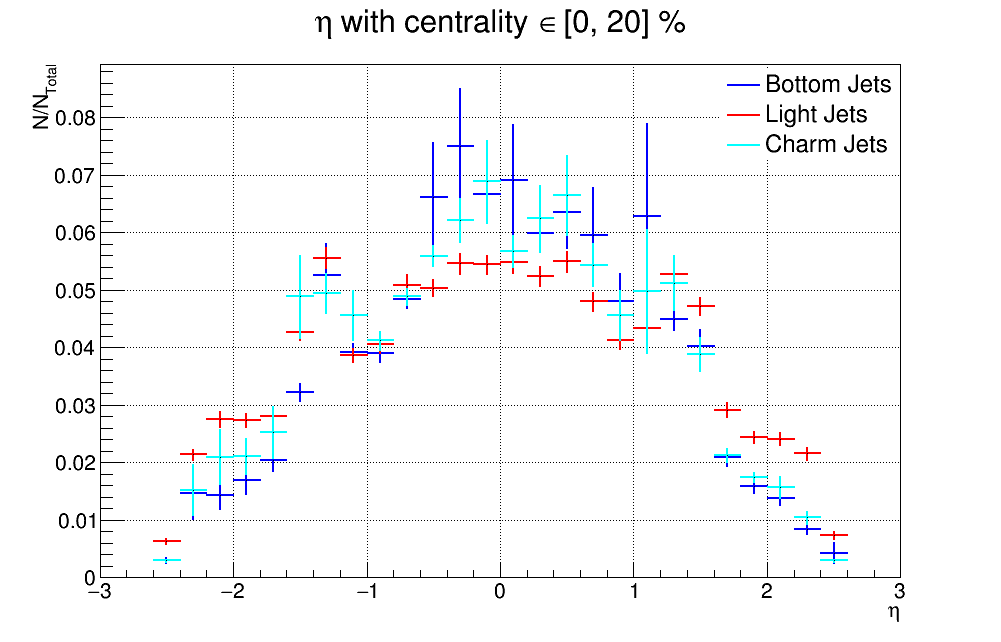 η with centrality ∈ [0, 20] %
N/N_Total
Bottom Jets
Light Jets
Charm Jets
0.08
0.07
0.06
0.05
0.04
0.03
0.02
0.01
0
−3 −2 −1 0 1 2 3
η